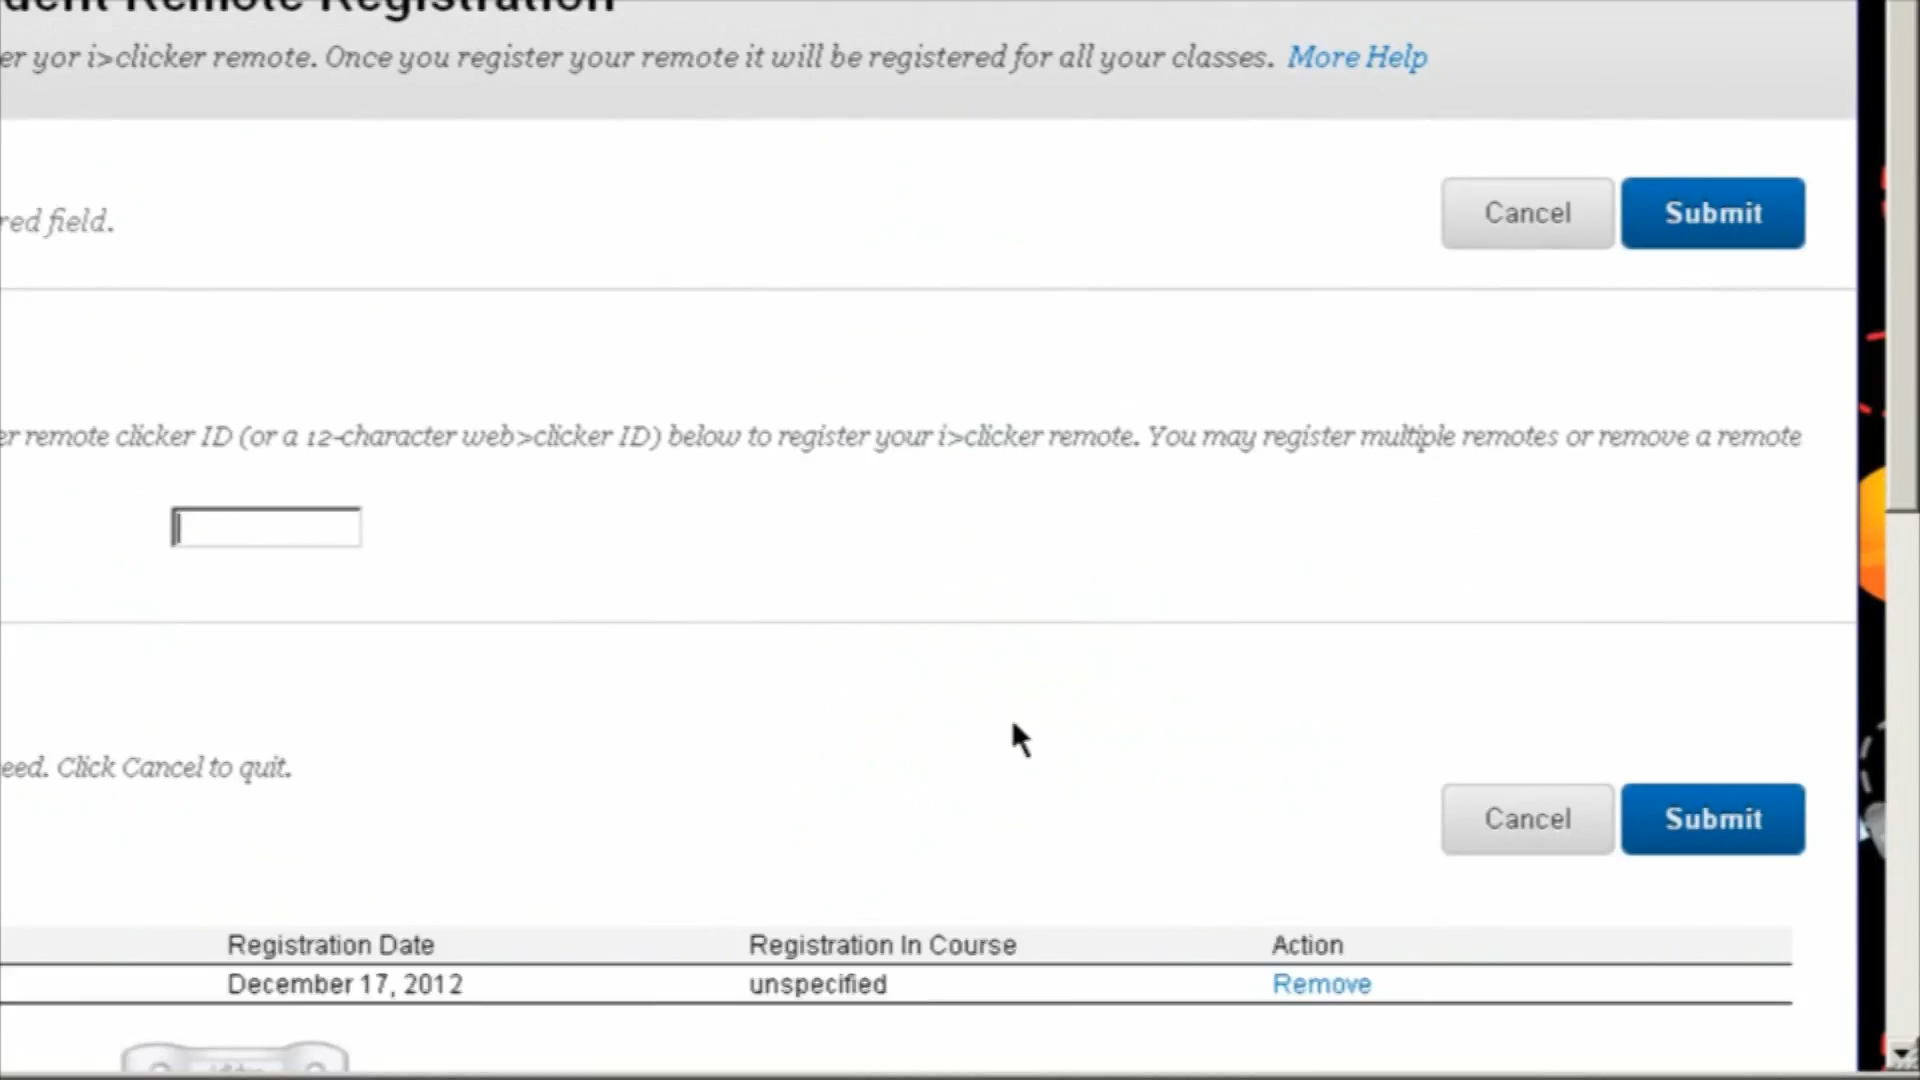 Remote Registration
er yor i>clicker remote. Once you register your remote it will be registered for all your classes. More Help
red field.
Cancel Submit
er remote clicker ID (or a 12-character web>clicker ID) below to register your i>clicker remote. You may register multiple remotes or remove a remote
eed. Click Cancel to quit.
Cancel Submit
Registration Date Registration In Course Action
December 17, 2012 unspecified Remove